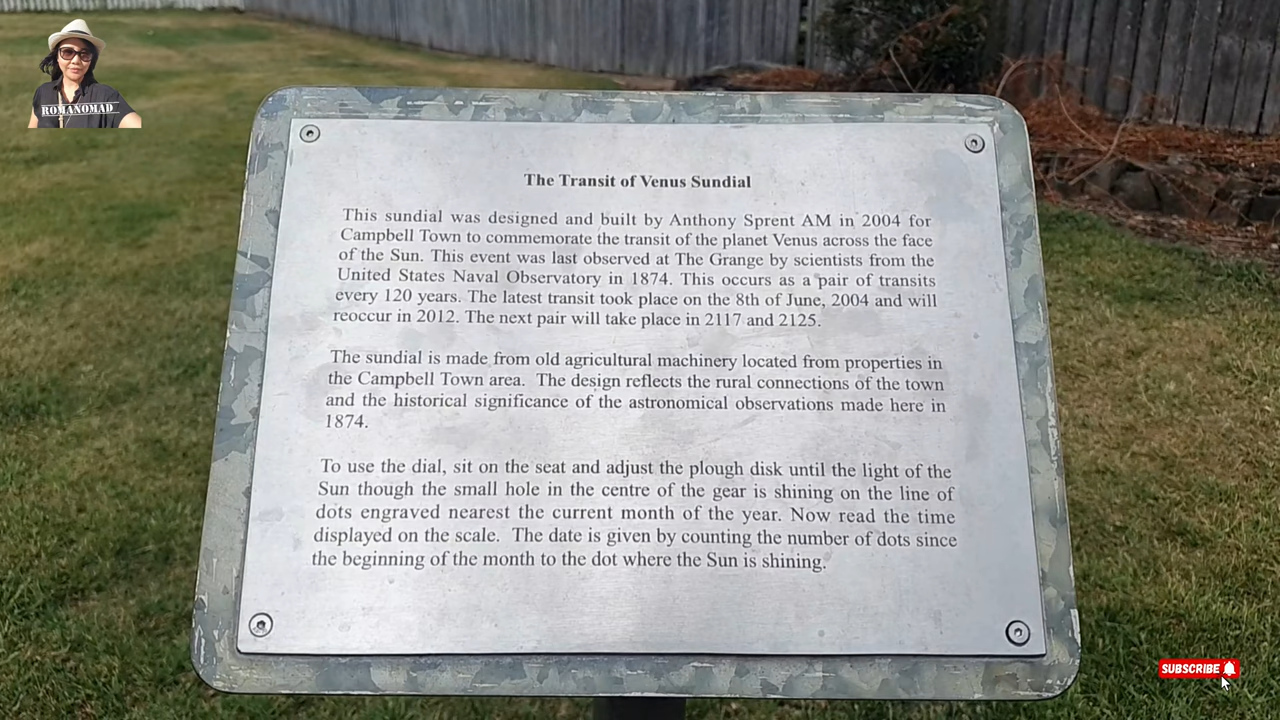 ROMANOMAD
The Transit of Venus Sundial
This sundial was designed and built by Anthony Sprent AM in 2004 for
Campbell Town to commemorate the transit of the planet Venus across the face
of the Sun. This event was last observed at The Grange by scientists from the
United States Naval Observatory in 1874. This occurs as a pair of transits
every 120 years. The latest transit took place on the 8th of June, 2004 and will
reoccur in 2012. The next pair will take place in 2117 and 2125.
The sundial is made from old agricultural machinery located from properties in
the Campbell Town area. The design reflects the rural connections of the town
and the historical significance of the astronomical observations made here in
1874.
To use the dial, sit on the seat and adjust the plough disk until the light of the
Sun though the small hole in the centre of the gear is shining on the line of
dots engraved nearest the current month of the year. Now read the time
displayed on the scale. The date is given by counting the number of dots since
the beginning of the month to the dot where the Sun is shining.
SUBSCRIBE